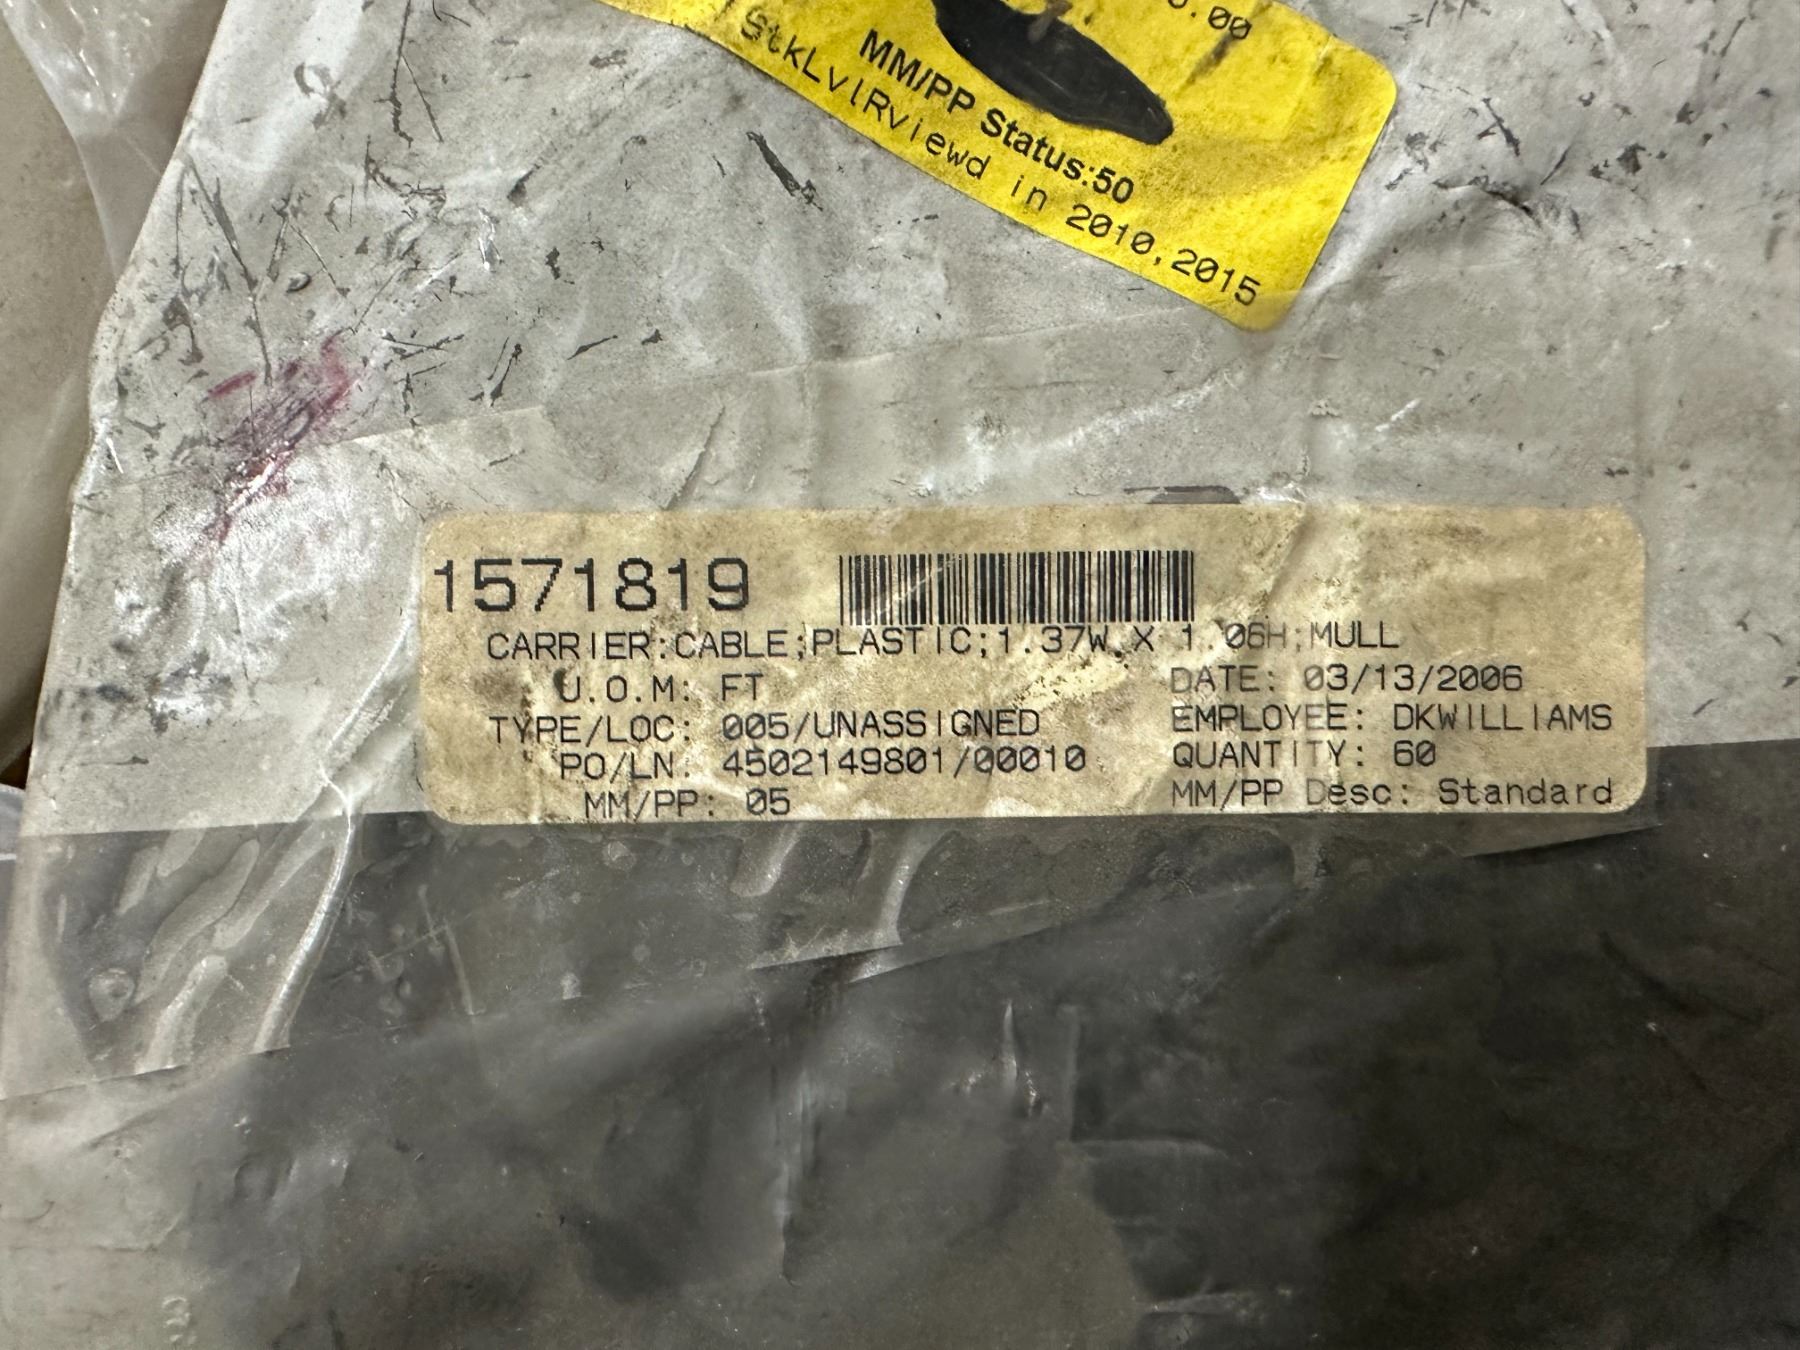 0.00
MM/PP Status:50
StkLvlRviewd in 2010,2015
1571819
CARRIER:CABLE;PLASTIC;1.37W X 1.06H;MULL
U.O.M: FT
DATE: 03/13/2006
TYPE/LOC: 005/UNASSIGNED
EMPLOYEE: DKWILLIAMS
PO/LN: 4502149801/00010
QUANTITY: 60
MM/PP: 05
MM/PP Desc: Standard